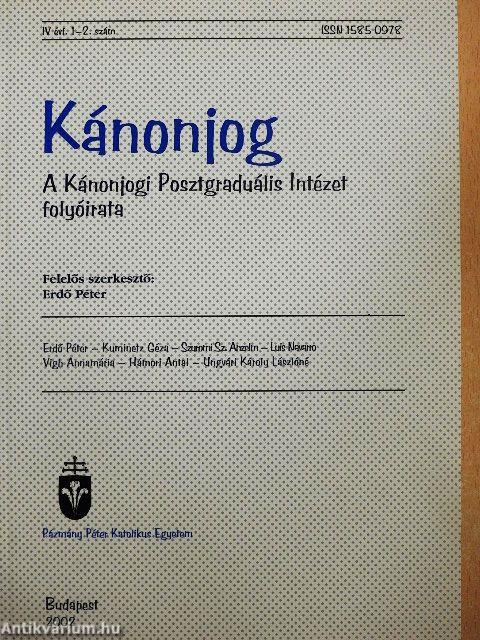 IV évf. 1–2. szám ISSN 1585 0978
Kánonjog
A Kánonjogi Posztgraduális Intézet
folyóirata
Felelős szerkesztő:
Erdő Péter
Erdő Péter – Kuminetz Géza – Szuromi Sz. Anzelm – Luis Navarro
Vígh Annamária – Hámori Antal – Ungvári Károly Lászlóné
Pázmány Péter Katolikus Egyetem
Budapest
2002
Antikvarium.hu